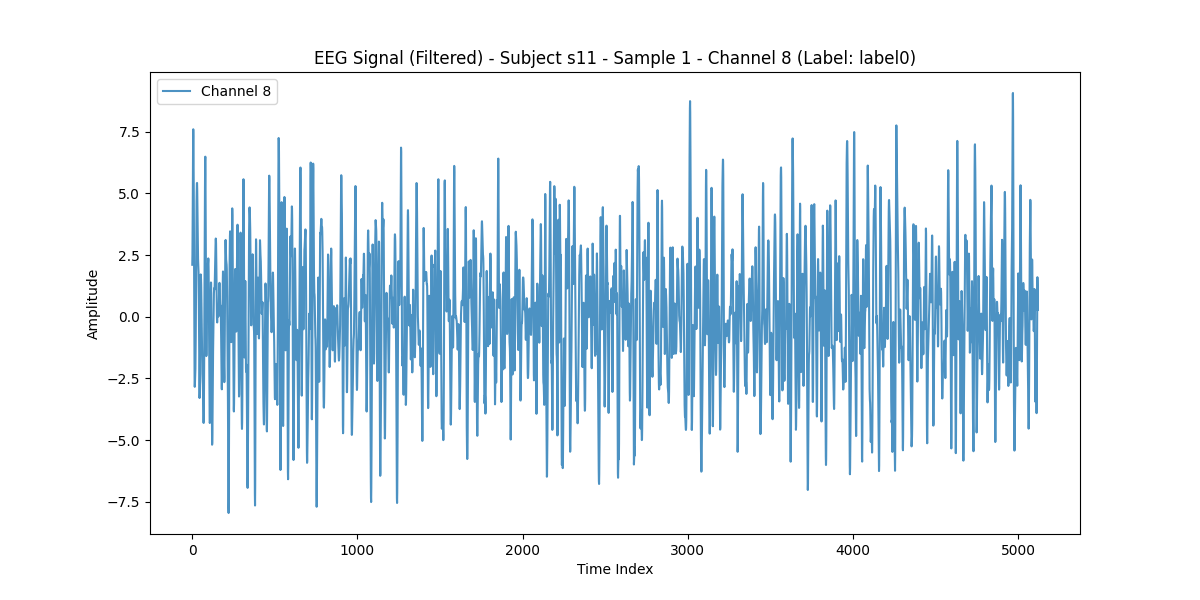 EEG Signal (Filtered) - Subject s11 - Sample 1 - Channel 8 (Label: label0)
Channel 8
7.5
5.0
2.5
0.0
−2.5
−5.0
−7.5
Amplitude
0 1000 2000 3000 4000 5000
Time Index